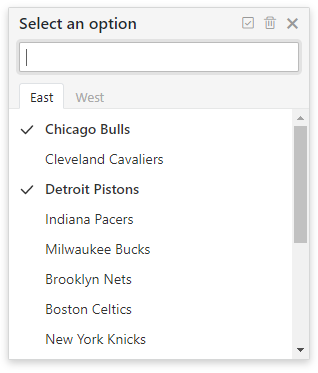 Select an option
East West
Chicago Bulls
Cleveland Cavaliers
Detroit Pistons
Indiana Pacers
Milwaukee Bucks
Brooklyn Nets
Boston Celtics
New York Knicks